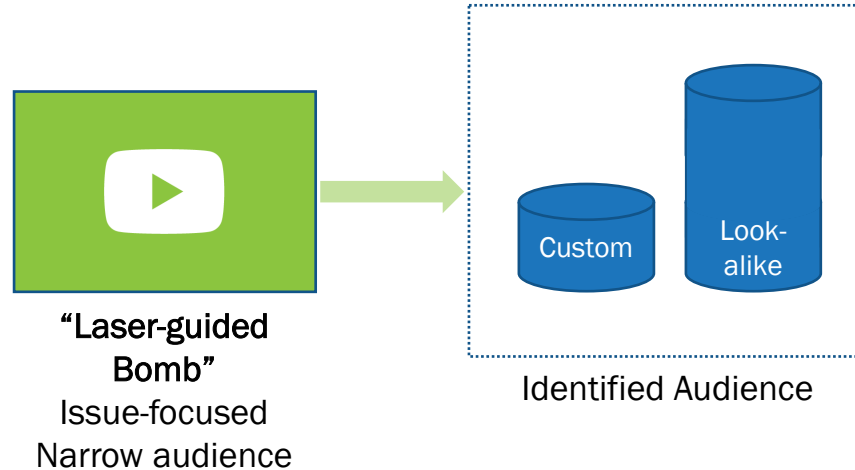 “Laser-guided
Bomb”
Issue-focused
Narrow audience
Custom
Look-
alike
Identified Audience